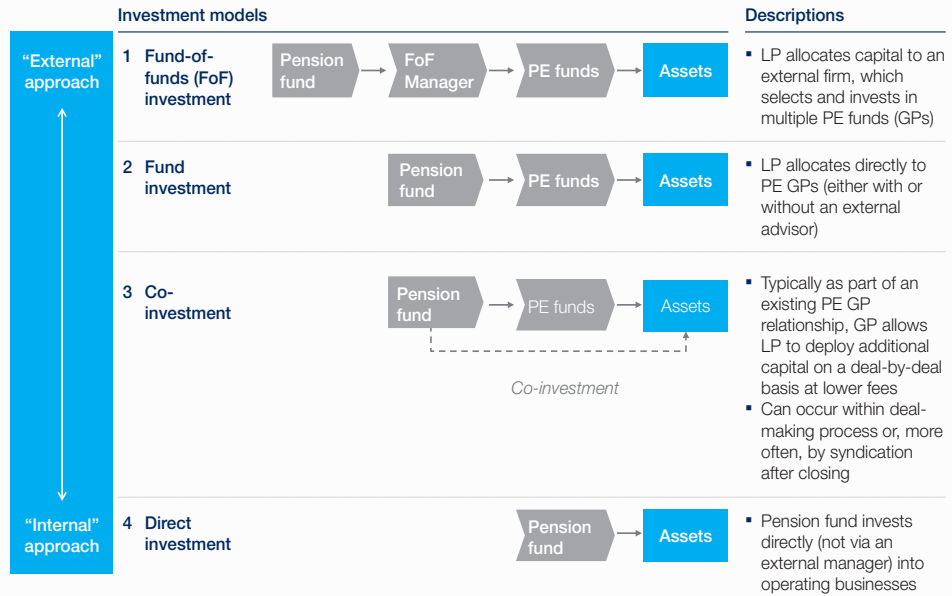 Investment models
Descriptions
“External”
approach
1 Fund-of-
funds (FoF)
investment
Pension
fund
FoF
Manager
PE funds
Assets
▪ LP allocates capital to an
external firm, which
selects and invests in
multiple PE funds (GPs)
2 Fund
investment
Pension
fund
PE funds
Assets
▪ LP allocates directly to
PE GPs (either with or
without an external
advisor)
3 Co-
investment
Pension
fund
PE funds
Assets
Co-investment
▪ Typically as part of an
existing PE GP
relationship, GP allows
LP to deploy additional
capital on a deal-by-deal
basis at lower fees
▪ Can occur within deal-
making process or, more
often, by syndication
after closing
“Internal”
approach
4 Direct
investment
Pension
fund
Assets
▪ Pension fund invests
directly (not via an
external manager) into
operating businesses